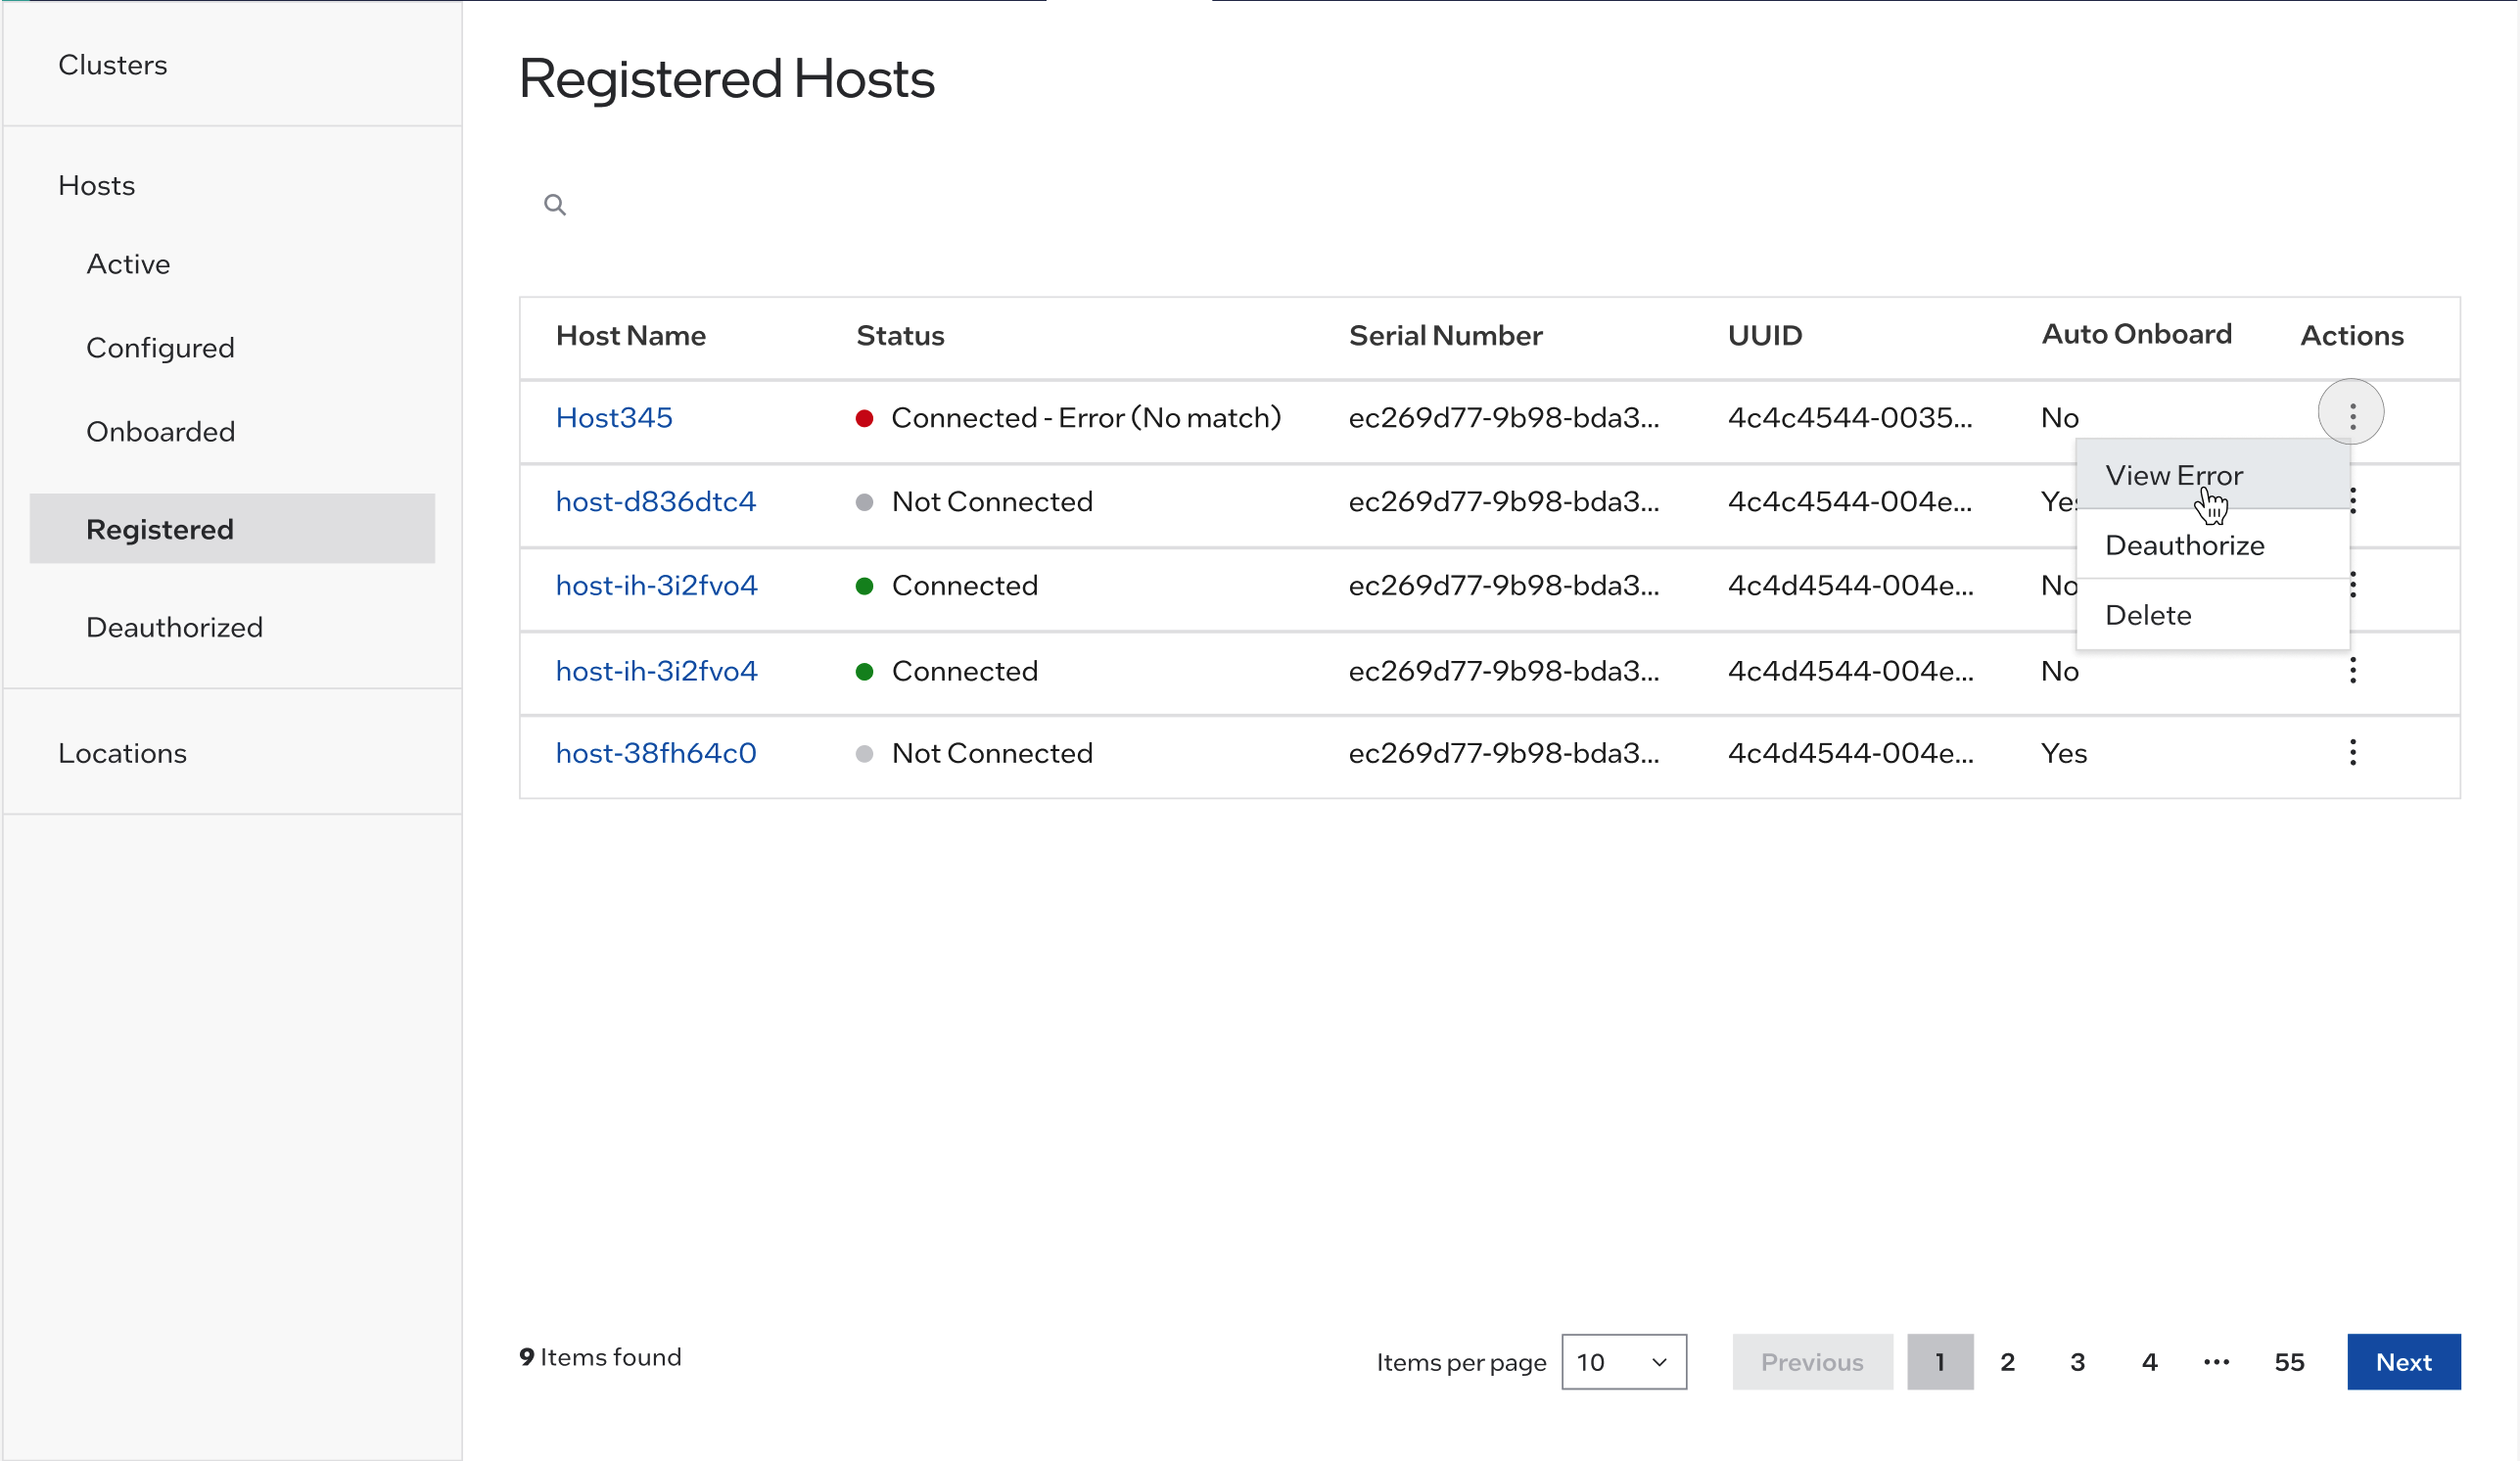 Clusters
Hosts
Active
Configured
Onboarded
Registered
Deauthorized
Locations
Registered Hosts
Host Name Status Serial Number UUID Auto Onboard Actions
Host345 Connected - Error (No match) ec269d77-9b98-bda3... 4c4c4544-0035... No
View Error
host-d836dtc4 Not Connected ec269d77-9b98-bda3... 4c4c4544-004e... Yes
Deauthorize
host-ih-3i2fvo4 Connected ec269d77-9b98-bda3... 4c4d4544-004e... No
Delete
host-ih-3i2fvo4 Connected ec269d77-9b98-bda3... 4c4d4544-004e... No
host-38fh64c0 Not Connected ec269d77-9b98-bda3... 4c4d4544-004e... Yes
9 Items found
Items per page 10 Previous 1 2 3 4 ... 55 Next